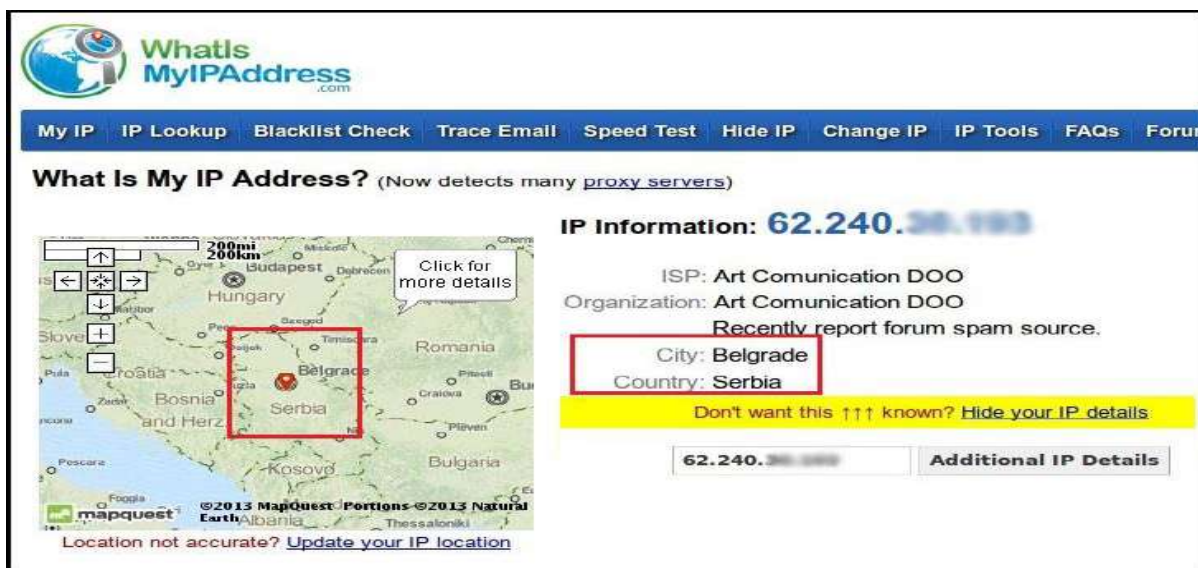 WhatIs
MyIPAddress
.com
My IP IP Lookup Blacklist Check Trace Email Speed Test Hide IP Change IP IP Tools FAQs Forum
What Is My IP Address? (Now detects many proxy servers)
IP Information: 62.240.
ISP: Art Comunication DOO
Organization: Art Comunication DOO
Recently report forum spam source.
City: Belgrade
Country: Serbia
Don't want this ↑↑↑ known? Hide your IP details
62.240.
Additional IP Details
200mi
200km
Click for
more details
Budapest
Debrecen
Hungary
Szeged
Romania
Timisoara
Croatia
Belgrade
Pitesti
Craiova
Bosnia
and Herz
Serbia
Pleven
Pula
Pescara
Kosovo
Bulgaria
Foggia
Albania
Thessaloniki
mapquest
©2013 MapQuest Portions ©2013 Natural
Earth
Location not accurate? Update your IP location